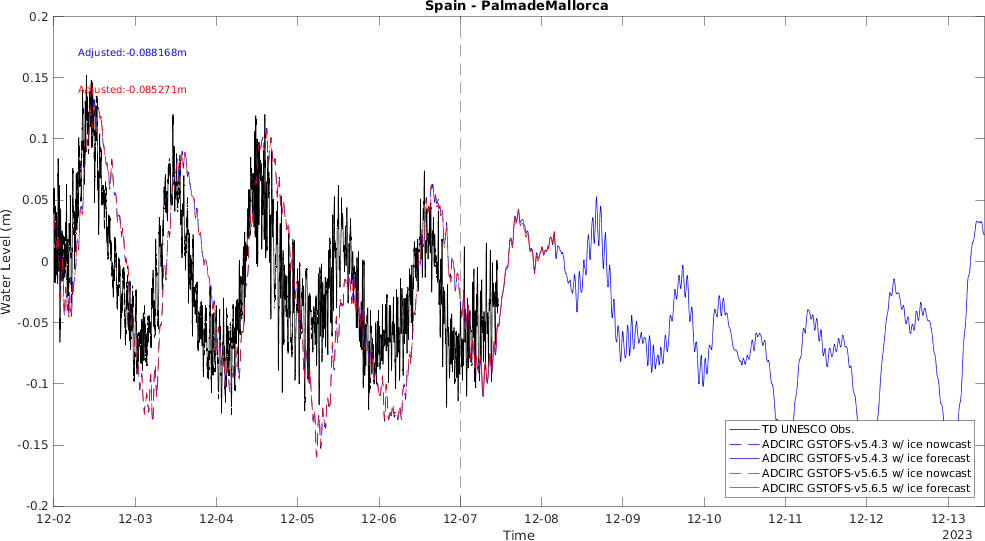 Spain - PalmadeMallorca
0.2
0.15
0.1
0.05
0
-0.05
-0.1
-0.15
-0.2
Water Level (m)
Adjusted:-0.088168m
Adjusted:-0.085271m
TD UNESCO Obs.
ADCIRC GSTOFS-v5.4.3 w/ ice nowcast
ADCIRC GSTOFS-v5.4.3 w/ ice forecast
ADCIRC GSTOFS-v5.6.5 w/ ice nowcast
ADCIRC GSTOFS-v5.6.5 w/ ice forecast
12-02 12-03 12-04 12-05 12-06 12-07 12-08 12-09 12-10 12-11 12-12 12-13
Time
2023